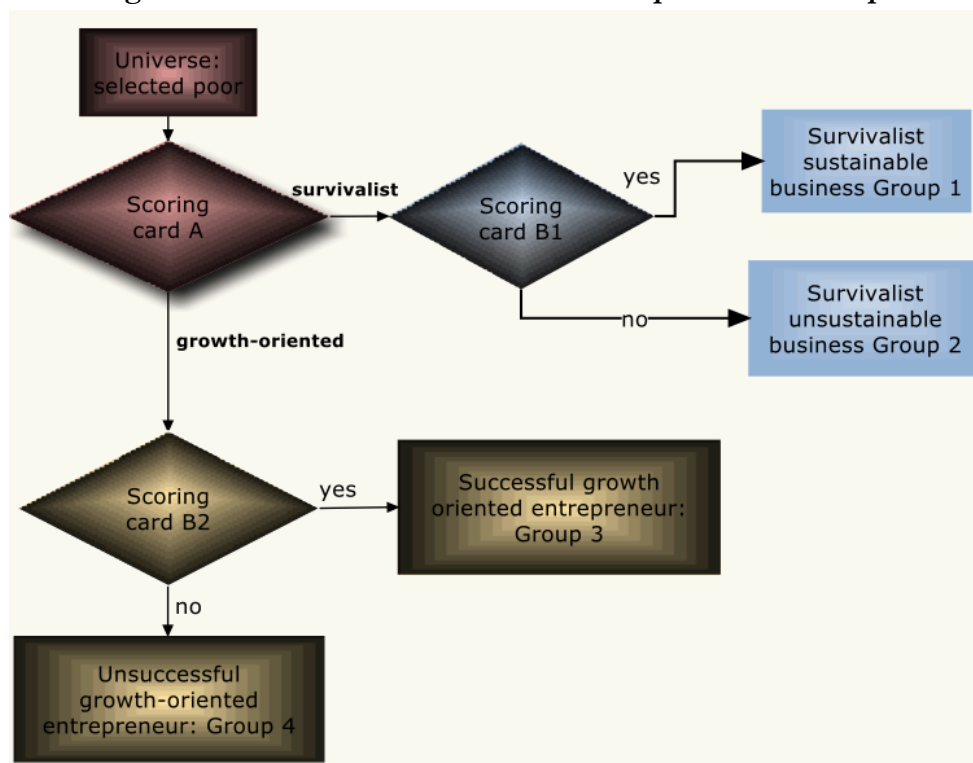 Universe:
selected poor
Scoring
card A
survivalist
Scoring
card B1
yes
Survivalist
sustainable
business Group 1
no
Survivalist
unsustainable
business Group 2
growth-oriented
Scoring
card B2
yes
Successful growth
oriented entrepreneur:
Group 3
no
Unsuccessful
growth-oriented
entrepreneur: Group 4